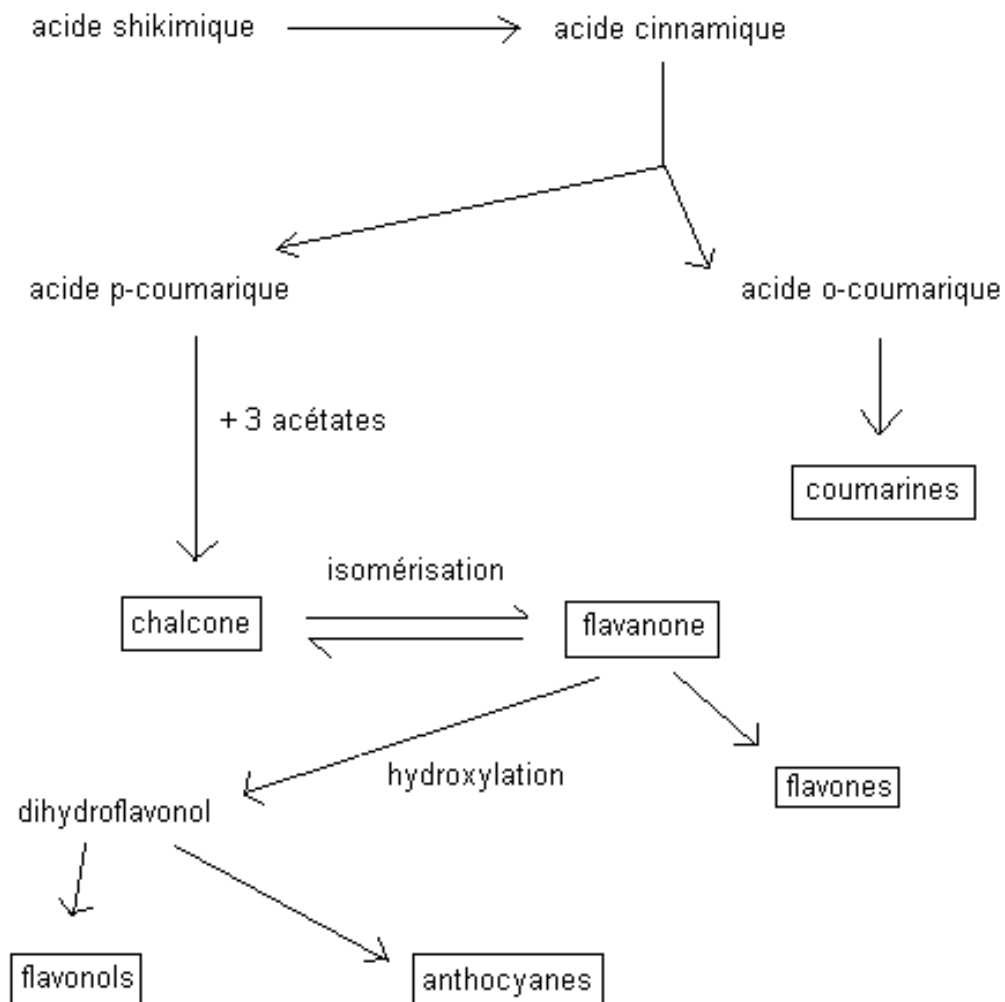 acide shikimique
acide cinnamique
acide p-coumarique
acide o-coumarique
+ 3 acétates
coumarines
isomérisation
chalcone
flavanone
hydroxylation
flavones
dihydroflavonol
flavonols
anthocyanes